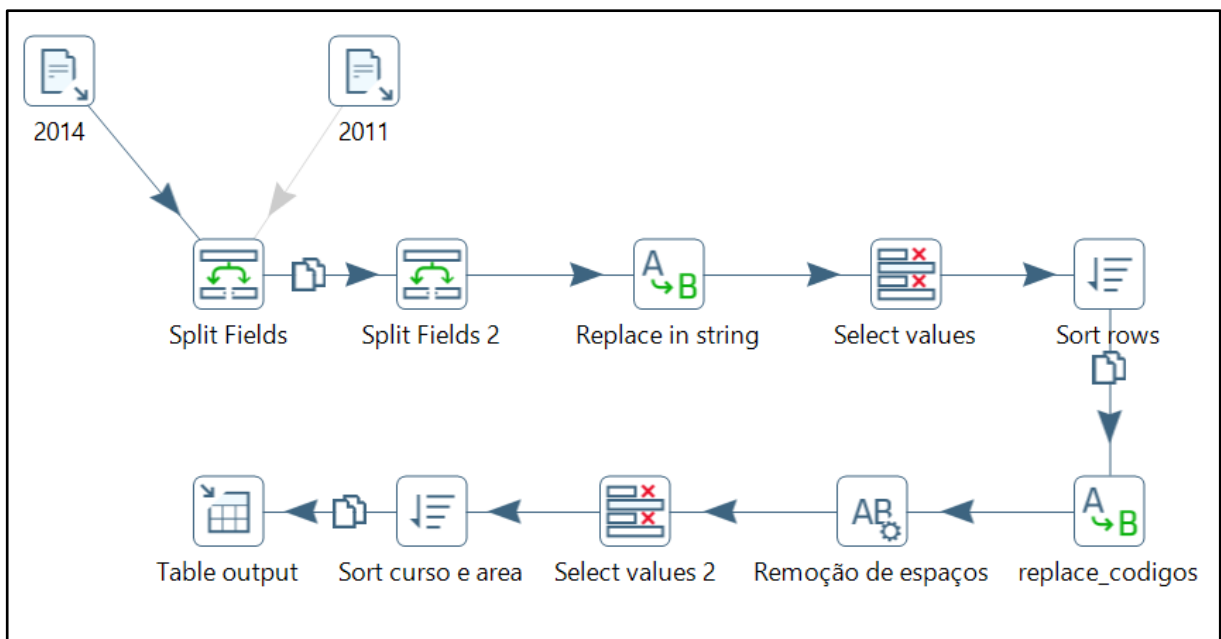 2014
2011
Split Fields
Split Fields 2
Replace in string
Select values
Sort rows
Table output
Sort curso e area
Select values 2
Remoção de espaços
replace_codigos